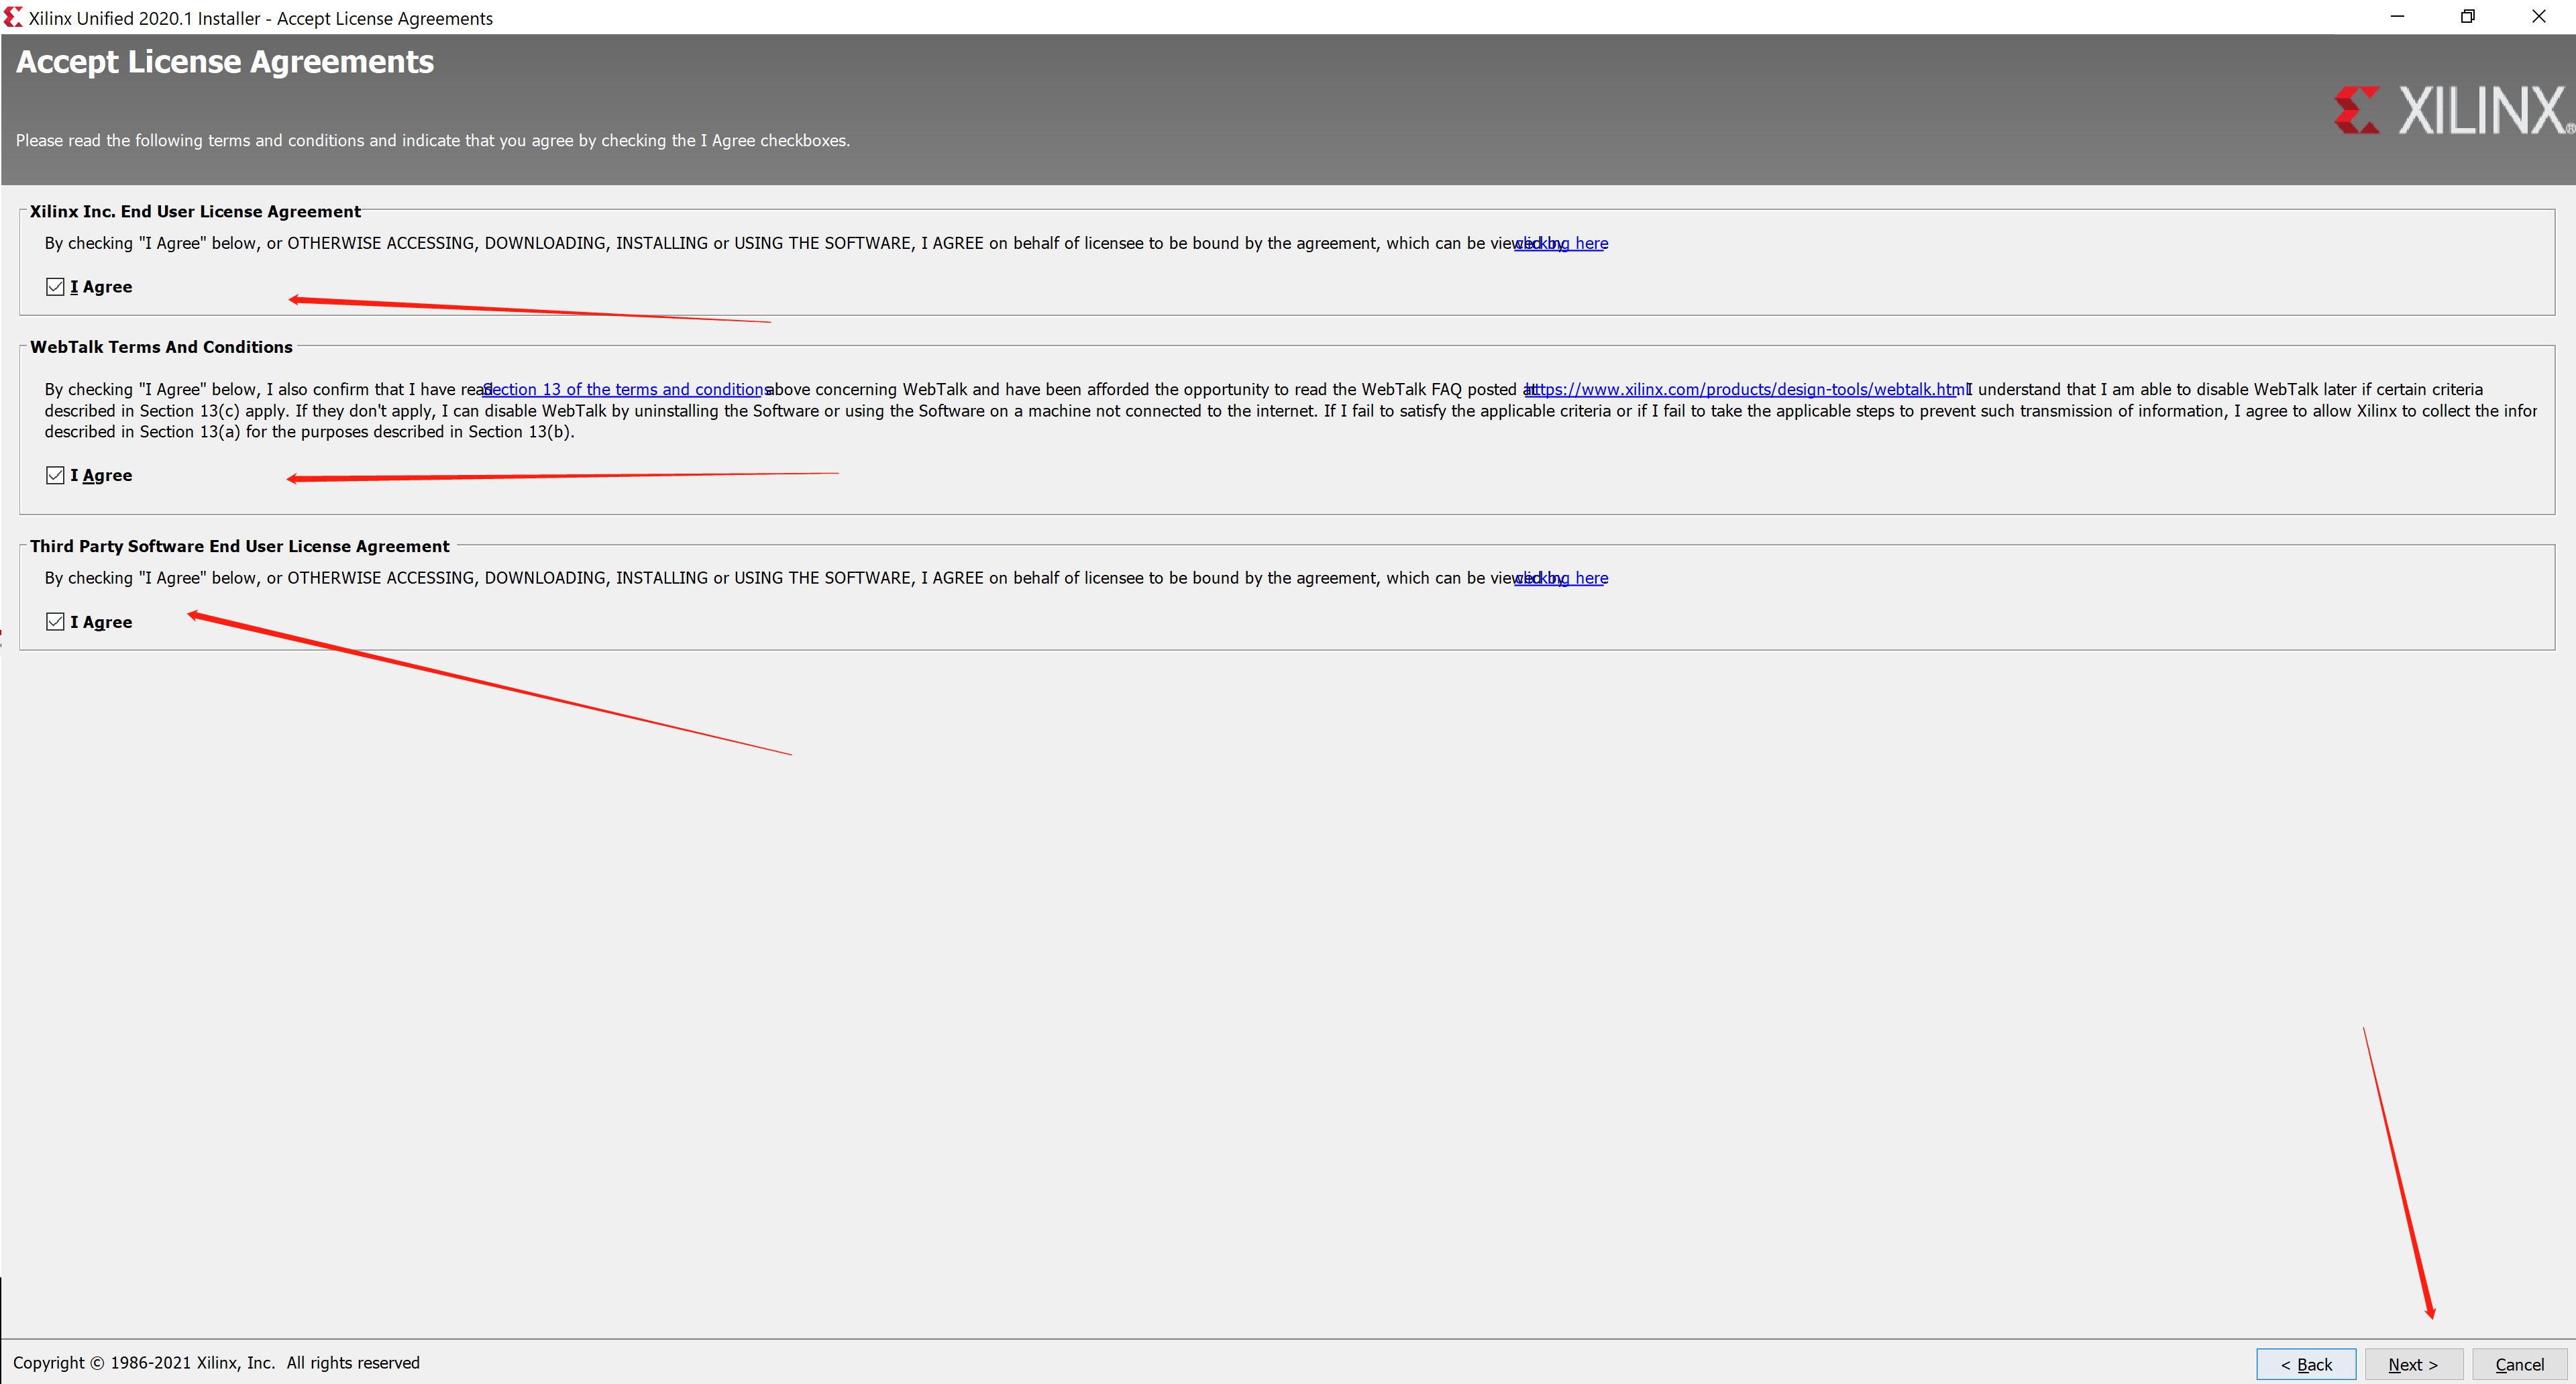 Xilinx Unified 2020.1 Installer - Accept License Agreements
Accept License Agreements
XILINX®
Please read the following terms and conditions and indicate that you agree by checking the I Agree checkboxes.
Xilinx Inc. End User License Agreement
By checking "I Agree" below, or OTHERWISE ACCESSING, DOWNLOADING, INSTALLING or USING THE SOFTWARE, I AGREE on behalf of licensee to be bound by the agreement, which can be viewed by clicking here
I Agree
WebTalk Terms And Conditions
By checking "I Agree" below, I also confirm that I have read Section 13 of the terms and conditions above concerning WebTalk and have been afforded the opportunity to read the WebTalk FAQ posted at https://www.xilinx.com/products/design-tools/webtalk.html I understand that I am able to disable WebTalk later if certain criteria
described in Section 13(c) apply. If they don't apply, I can disable WebTalk by uninstalling the Software or using the Software on a machine not connected to the internet. If I fail to satisfy the applicable criteria or if I fail to take the applicable steps to prevent such transmission of information, I agree to allow Xilinx to collect the infor
described in Section 13(a) for the purposes described in Section 13(b).
I Agree
Third Party Software End User License Agreement
By checking "I Agree" below, or OTHERWISE ACCESSING, DOWNLOADING, INSTALLING or USING THE SOFTWARE, I AGREE on behalf of licensee to be bound by the agreement, which can be viewed by clicking here
I Agree
Copyright © 1986-2021 Xilinx, Inc. All rights reserved
< Back
Next >
Cancel